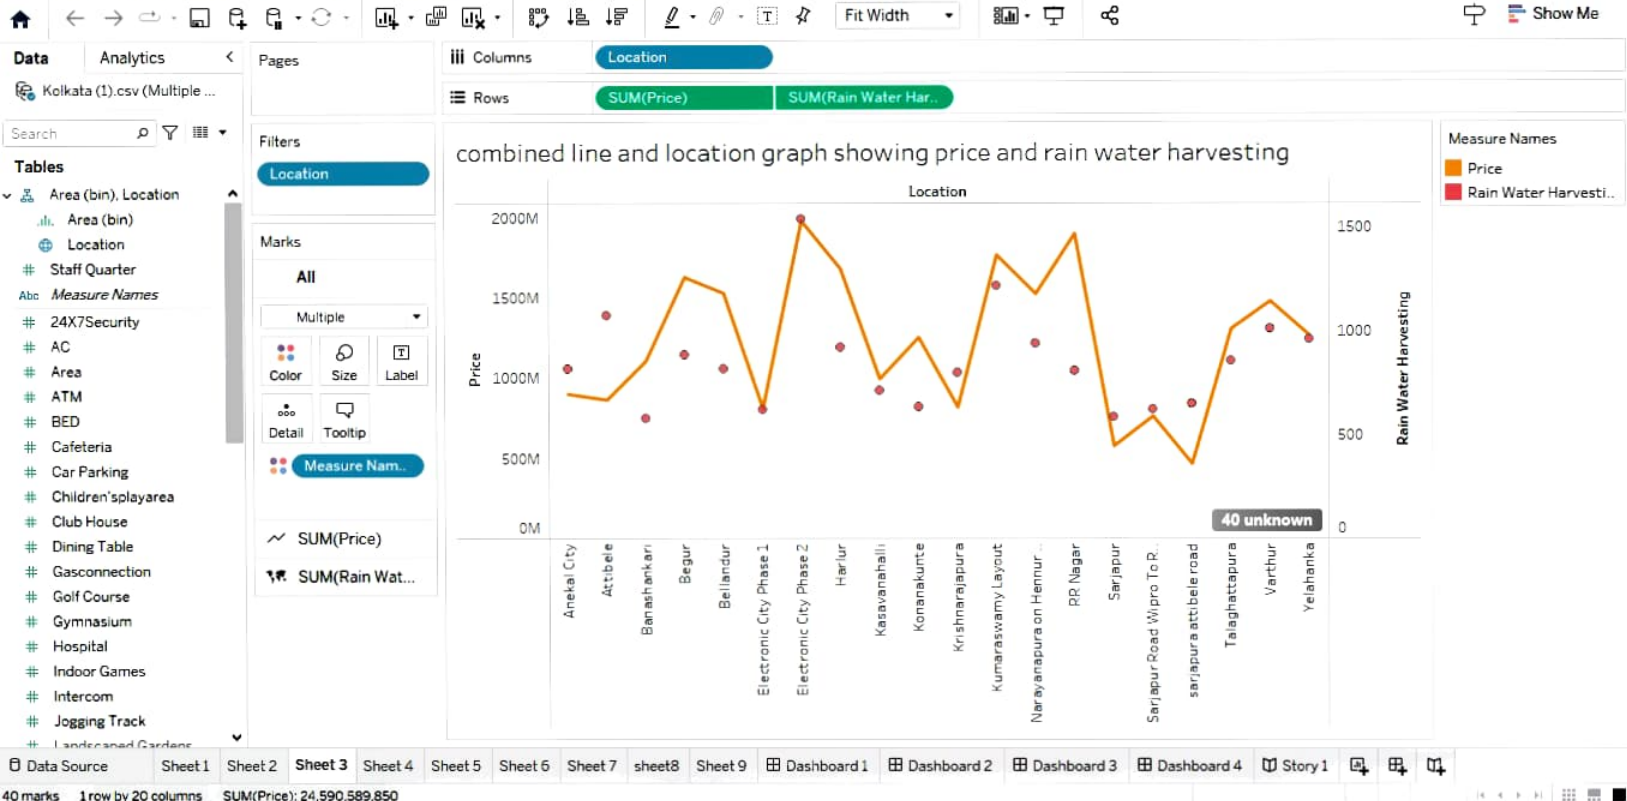 Fit Width
Show Me
Data
Analytics
Pages
Columns
Location
Kolkata (1).csv (Multiple ...
Rows
SUM(Price)
SUM(Rain Water Har..
Search
Filters
Location
Tables
Area (bin), Location
Area (bin)
Location
Staff Quarter
Abc Measure Names
24X7Security
AC
Area
ATM
BED
Cafeteria
Car Parking
Children'splayarea
Club House
Dining Table
Gasconnection
Golf Course
Gymnasium
Hospital
Indoor Games
Intercom
Jogging Track
Landscaped Gardens
Marks
All
Multiple
Color
Size
Label
Detail
Tooltip
Measure Nam..
SUM(Price)
SUM(Rain Wat...
combined line and location graph showing price and rain water harvesting
Location
2000M
1500M
1000M
500M
0M
Price
1500
1000
500
0
Rain Water Harvesting
40 unknown
Anekal City
Attibele
Banashankari
Begur
Bellandur
Electronic City Phase 1
Electronic City Phase 2
Harlur
Kasavanahalli
Konanakunte
Krishnarajapura
Kumaraswamy Layout
Narayanapura on Hennur ..
RR Nagar
Sarjapur
Sarjapur Road Wipro To R..
sarjapura attibele road
Talaghattapura
Varthur
Yelahanka
Measure Names
Price
Rain Water Harvesti..
Data Source
Sheet 1
Sheet 2
Sheet 3
Sheet 4
Sheet 5
Sheet 6
Sheet 7
sheet8
Sheet 9
Dashboard 1
Dashboard 2
Dashboard 3
Dashboard 4
Story 1
40 marks
1 row by 20 columns
SUM(Price): 24,590,589,850